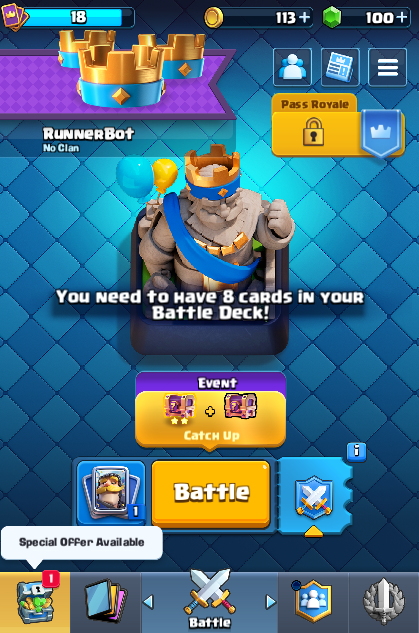 18
113 +
100 +
RunnerBot
No Clan
Pass Royale
You need to have 8 cards in your
Battle Deck!
Event
+
Catch Up
1
Battle
i
Special Offer Available
1
Battle